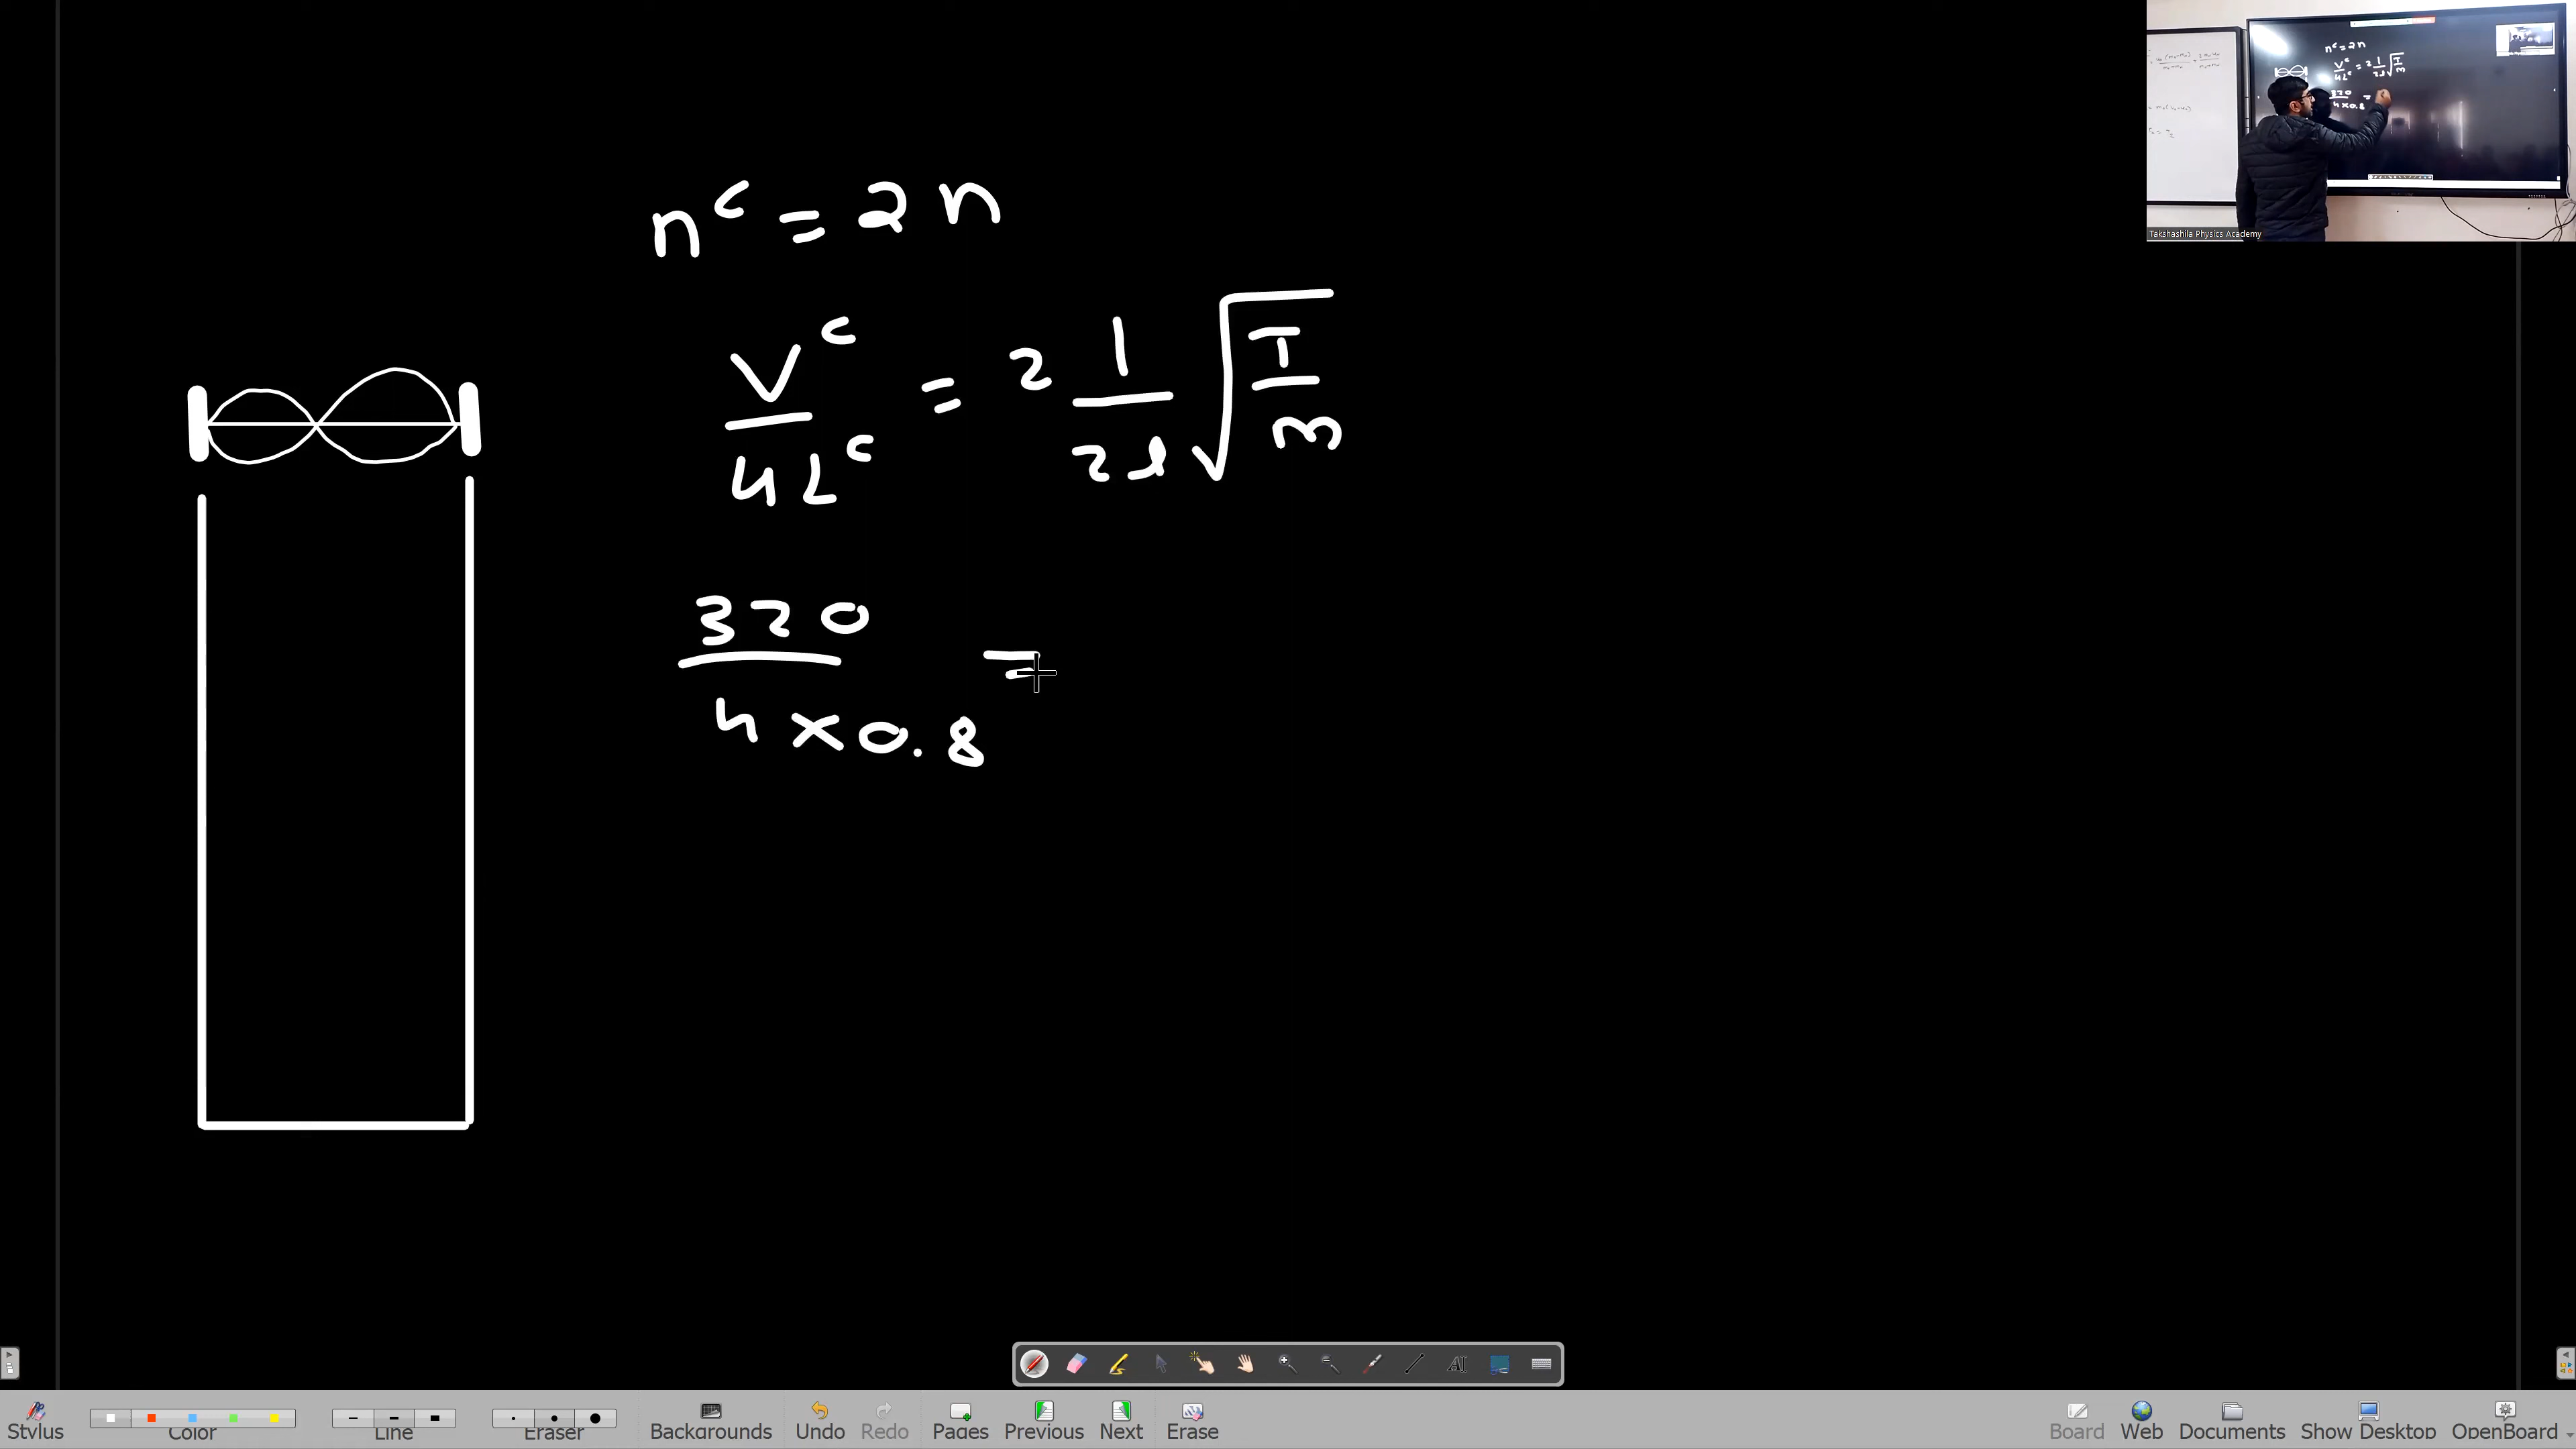 n^c = 2n
V^c/4L^c = 2 1/2l √(T/m)
320/(4×0.8) =
Takshashila Physics Academy
Stylus
Color
Line
Eraser
Backgrounds
Undo
Redo
Pages
Previous
Next
Erase
Board
Web
Documents
Show Desktop
OpenBoard